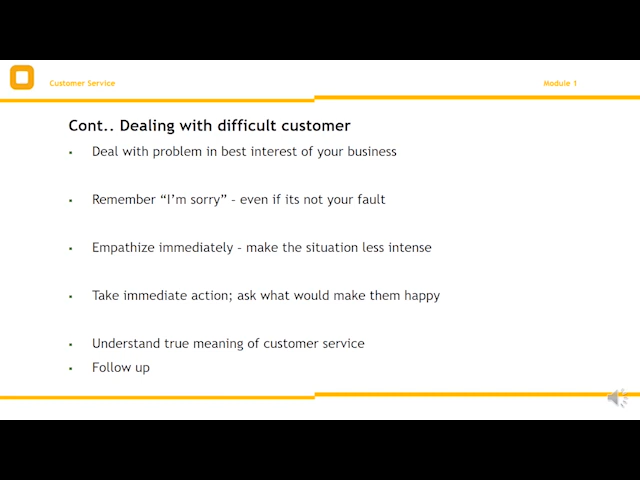 Customer Service
Module 1
Cont.. Dealing with difficult customer
▪ Deal with problem in best interest of your business
▪ Remember “I’m sorry” – even if its not your fault
▪ Empathize immediately – make the situation less intense
▪ Take immediate action; ask what would make them happy
▪ Understand true meaning of customer service
▪ Follow up